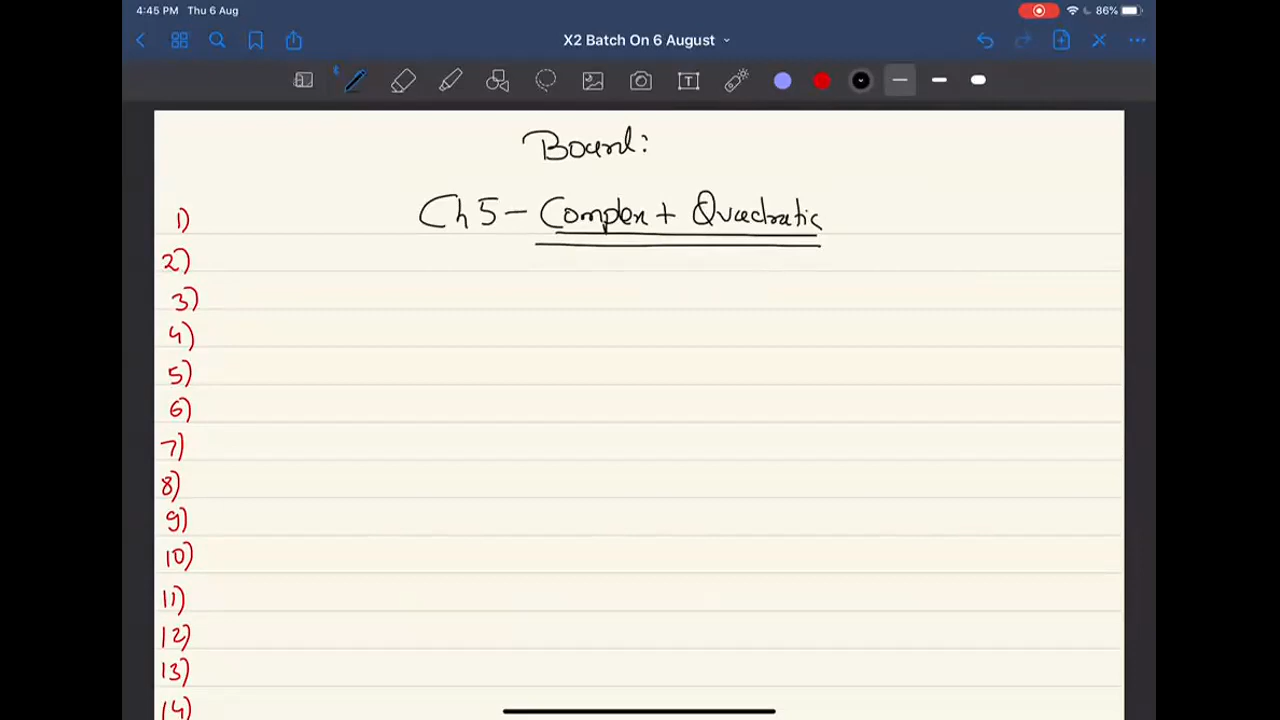 4:45 PM Thu 6 Aug 86%
X2 Batch On 6 August
T
Board:
Ch 5 - Complex + Quadratic
1)
2)
3)
4)
5)
6)
7)
8)
9)
10)
11)
12)
13)
14)